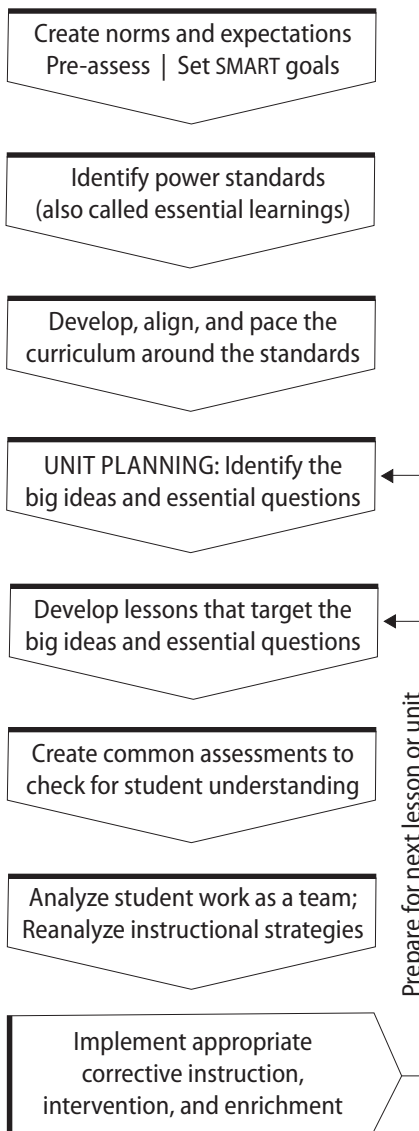 Create norms and expectations
Pre-assess | Set SMART goals
Identify power standards
(also called essential learnings)
Develop, align, and pace the
curriculum around the standards
UNIT PLANNING: Identify the
big ideas and essential questions
Develop lessons that target the
big ideas and essential questions
Create common assessments to
check for student understanding
Analyze student work as a team;
Reanalyze instructional strategies
Implement appropriate
corrective instruction,
intervention, and enrichment
Prepare for next lesson or unit